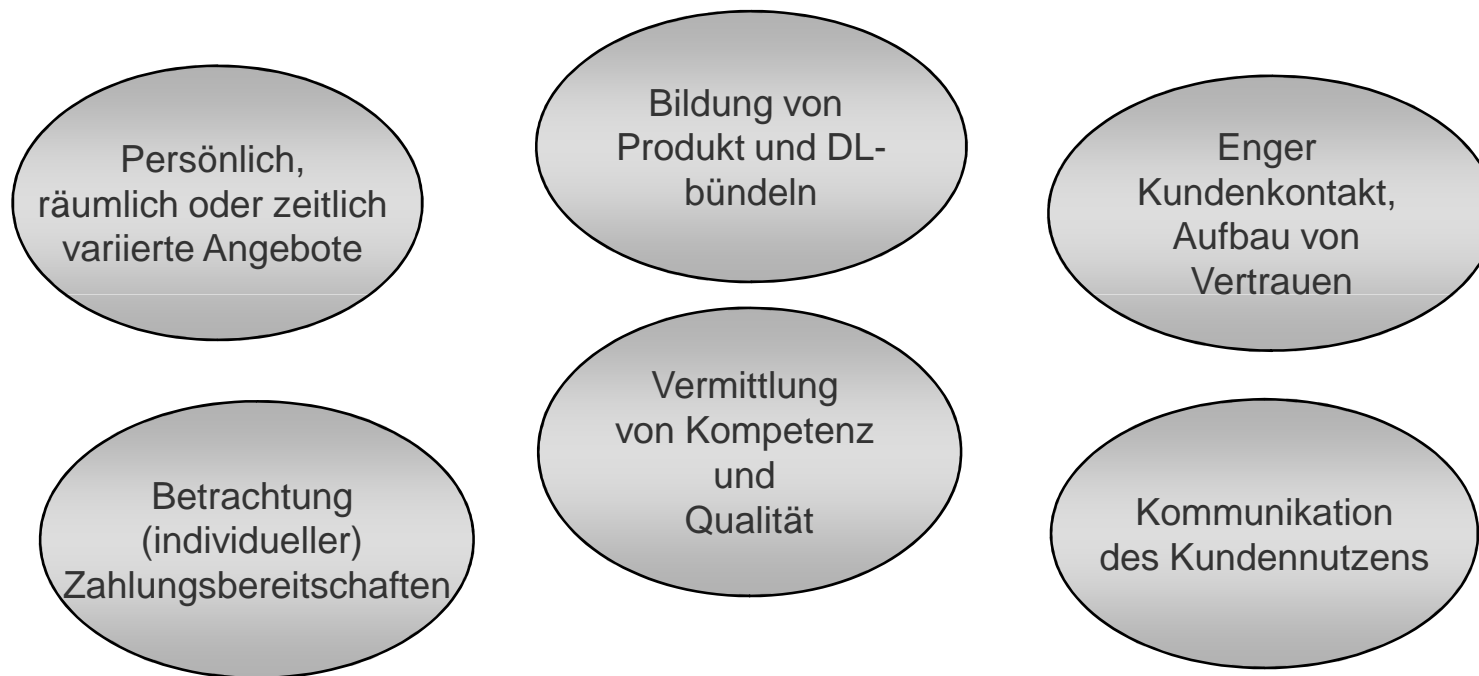 Persönlich,
räumlich oder zeitlich
variierte Angebote
Bildung von
Produkt und DL-
bündeln
Enger
Kundenkontakt,
Aufbau von
Vertrauen
Betrachtung
(individueller)
Zahlungsbereitschaften
Vermittlung
von Kompetenz
und
Qualität
Kommunikation
des Kundennutzens